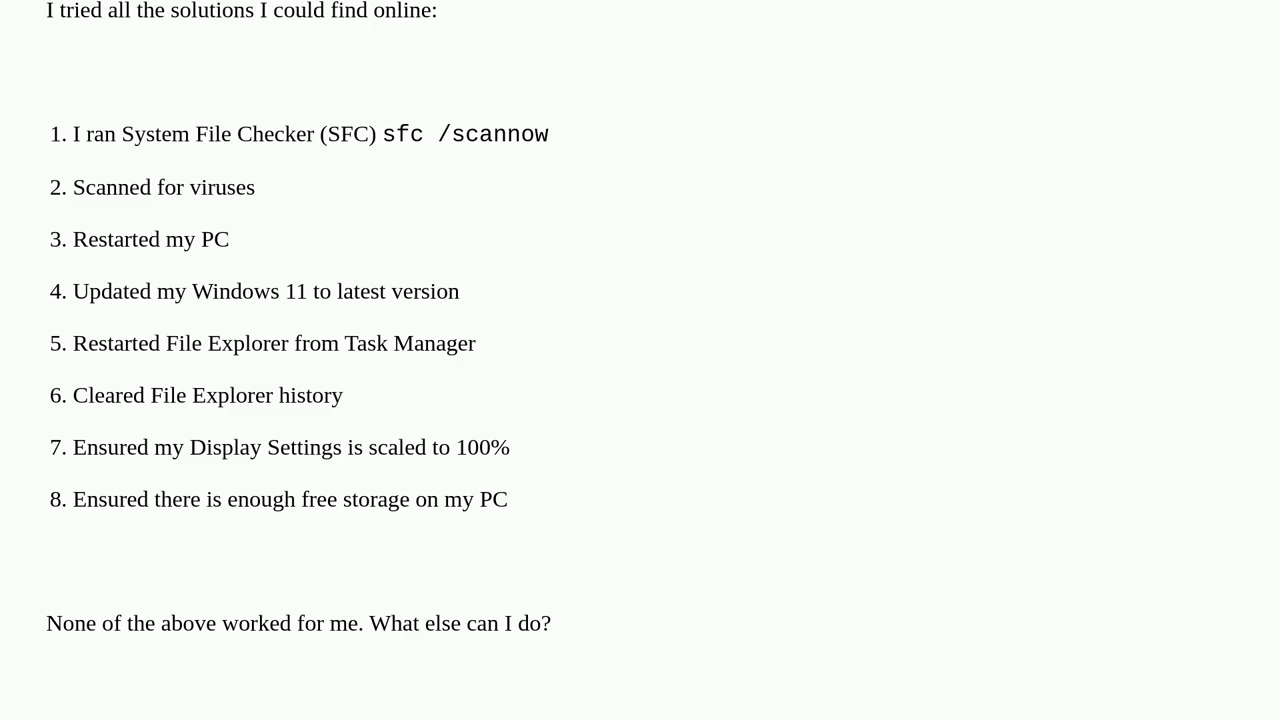 I tried all the solutions I could find online:
1. I ran System File Checker (SFC) sfc /scannow
2. Scanned for viruses
3. Restarted my PC
4. Updated my Windows 11 to latest version
5. Restarted File Explorer from Task Manager
6. Cleared File Explorer history
7. Ensured my Display Settings is scaled to 100%
8. Ensured there is enough free storage on my PC
None of the above worked for me. What else can I do?